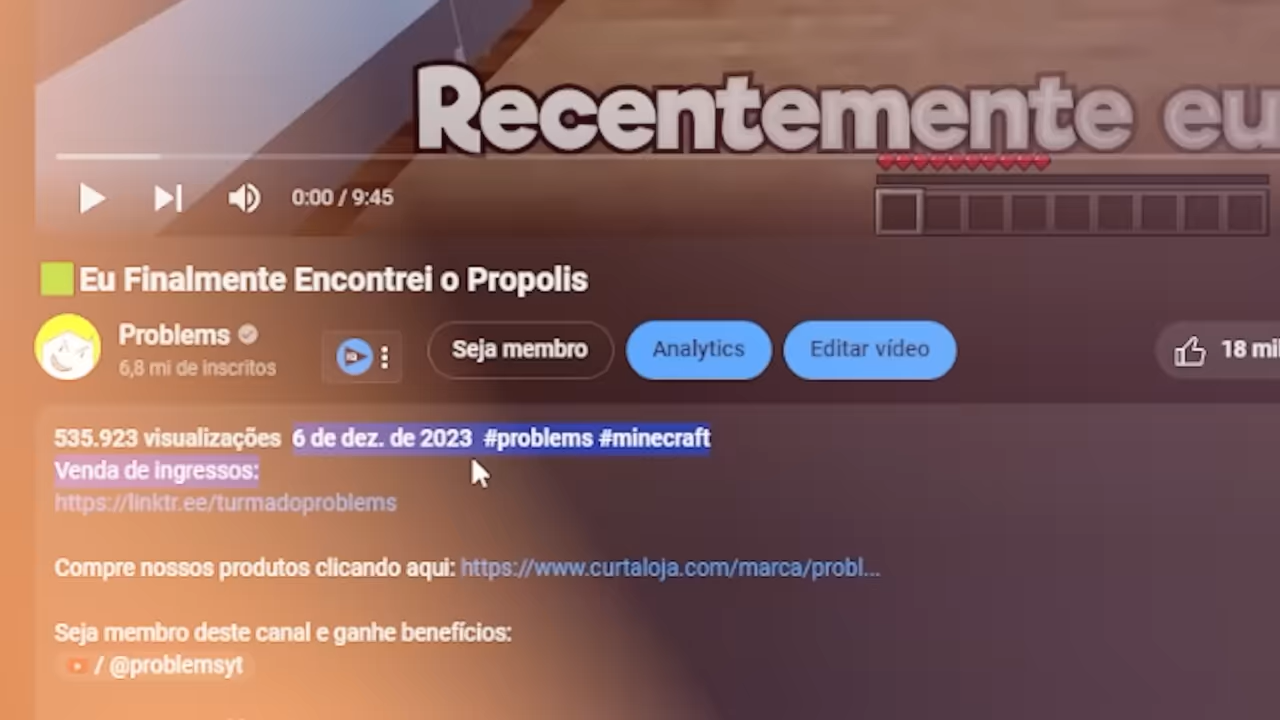 Recentemente eu
0:00 / 9:45
Eu Finalmente Encontrei o Propolis
Problems
6,8 mi de inscritos
Seja membro
Analytics
Editar vídeo
18 mil
535.923 visualizações 6 de dez. de 2023 #problems #minecraft
Venda de ingressos:
https://linktr.ee/turmadoproblems
Compre nossos produtos clicando aqui: https://www.curtaloja.com/marca/probl...
Seja membro deste canal e ganhe benefícios:
/ @problemsyt